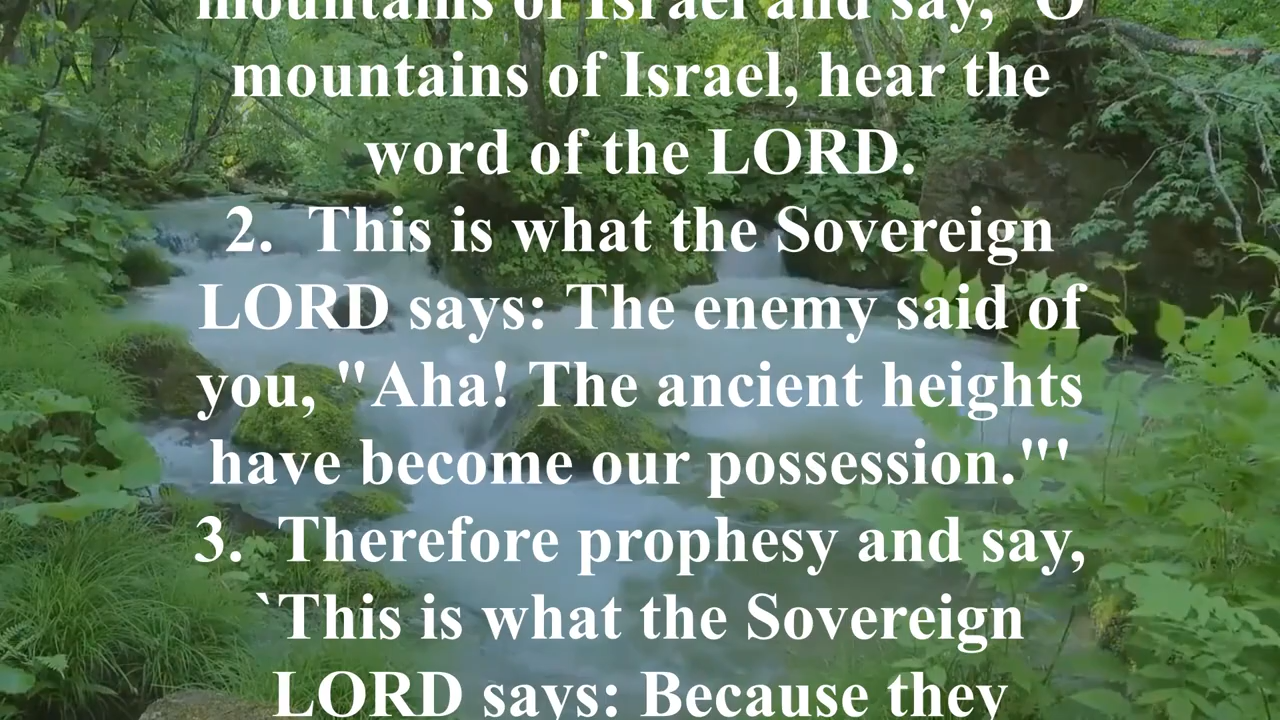 mountains of Israel and say, `O
mountains of Israel, hear the
word of the LORD.
2.  This is what the Sovereign
LORD says: The enemy said of
you, "Aha! The ancient heights
have become our possession."'
3.  Therefore prophesy and say,
`This is what the Sovereign
LORD says: Because they